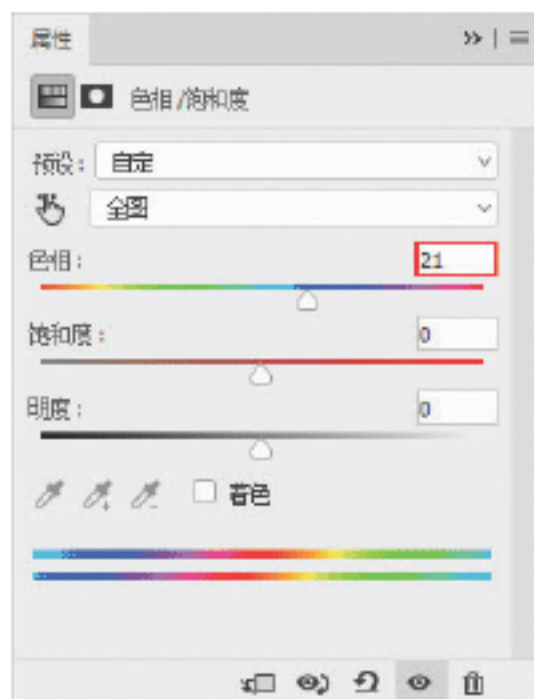 属性
色相/饱和度
预设： 自定
全图
色相： 21
饱和度： 0
明度： 0
着色